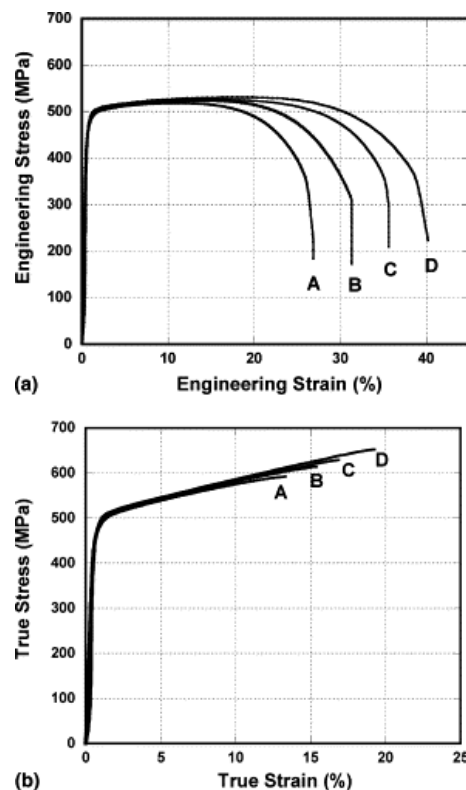 700
600
500
400
300
200
100
0
Engineering Stress (MPa)
A
B
C
D
0 10 20 30 40
(a)
Engineering Strain (%)
700
600
500
400
300
200
100
0
True Stress (MPa)
D
C
B
A
0 5 10 15 20 25
(b)
True Strain (%)